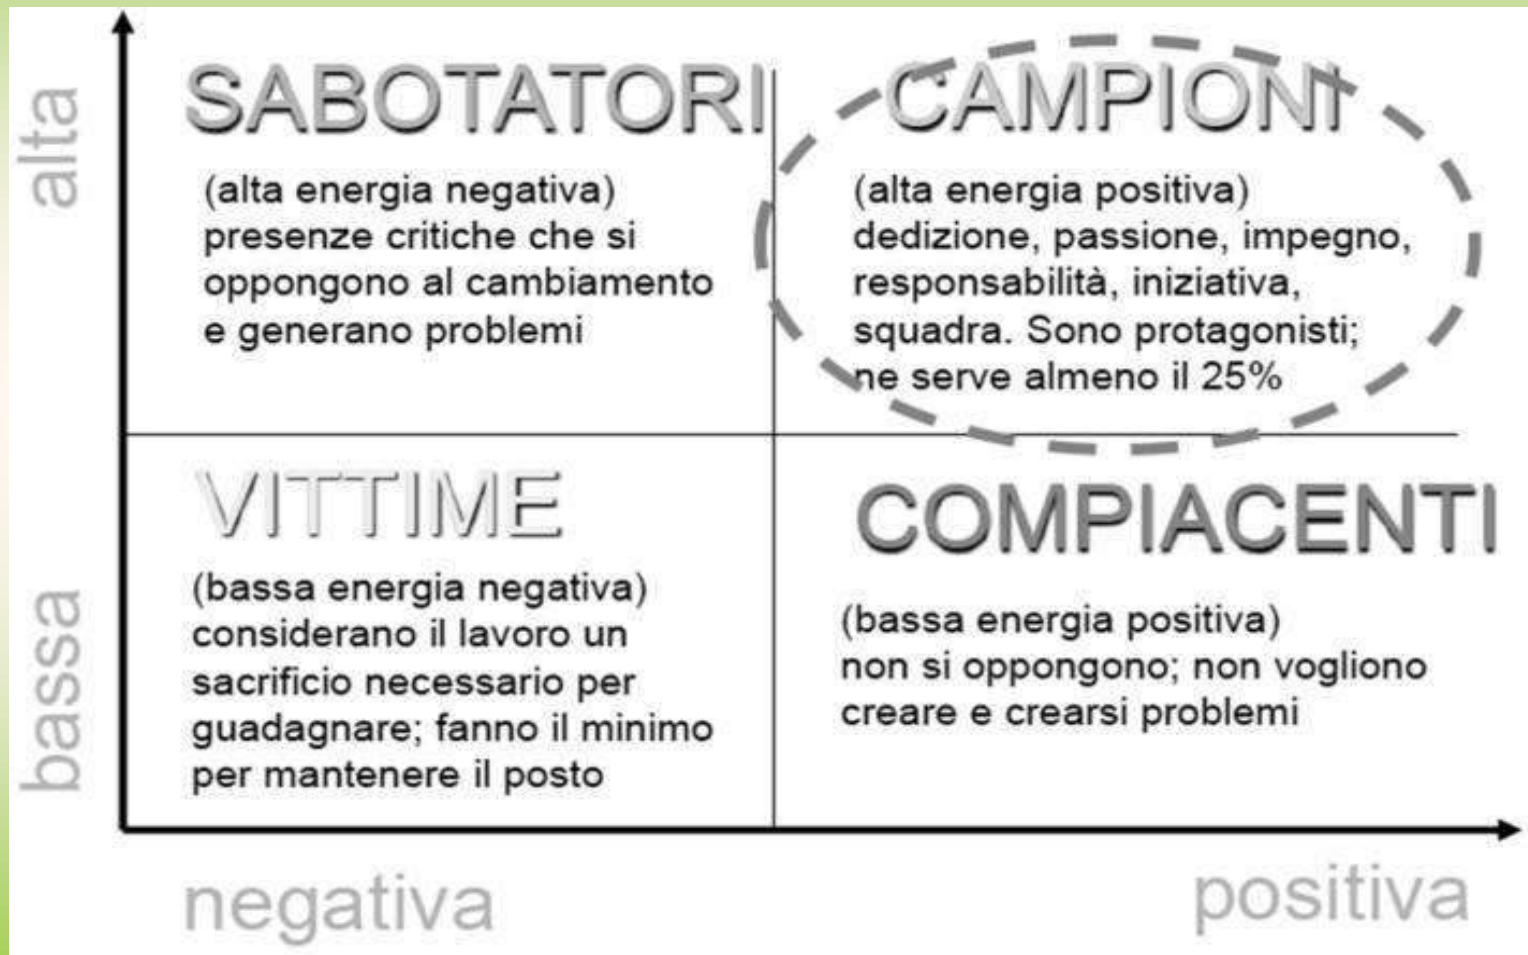 alta
SABOTATORI
(alta energia negativa)
presenze critiche che si
oppongono al cambiamento
e generano problemi
CAMPIONI
(alta energia positiva)
dedizione, passione, impegno,
responsabilità, iniziativa,
squadra. Sono protagonisti;
ne serve almeno il 25%
bassa
VITTIME
(bassa energia negativa)
considerano il lavoro un
sacrificio necessario per
guadagnare; fanno il minimo
per mantenere il posto
COMPIACENTI
(bassa energia positiva)
non si oppongono; non vogliono
creare e crearsi problemi
negativa
positiva